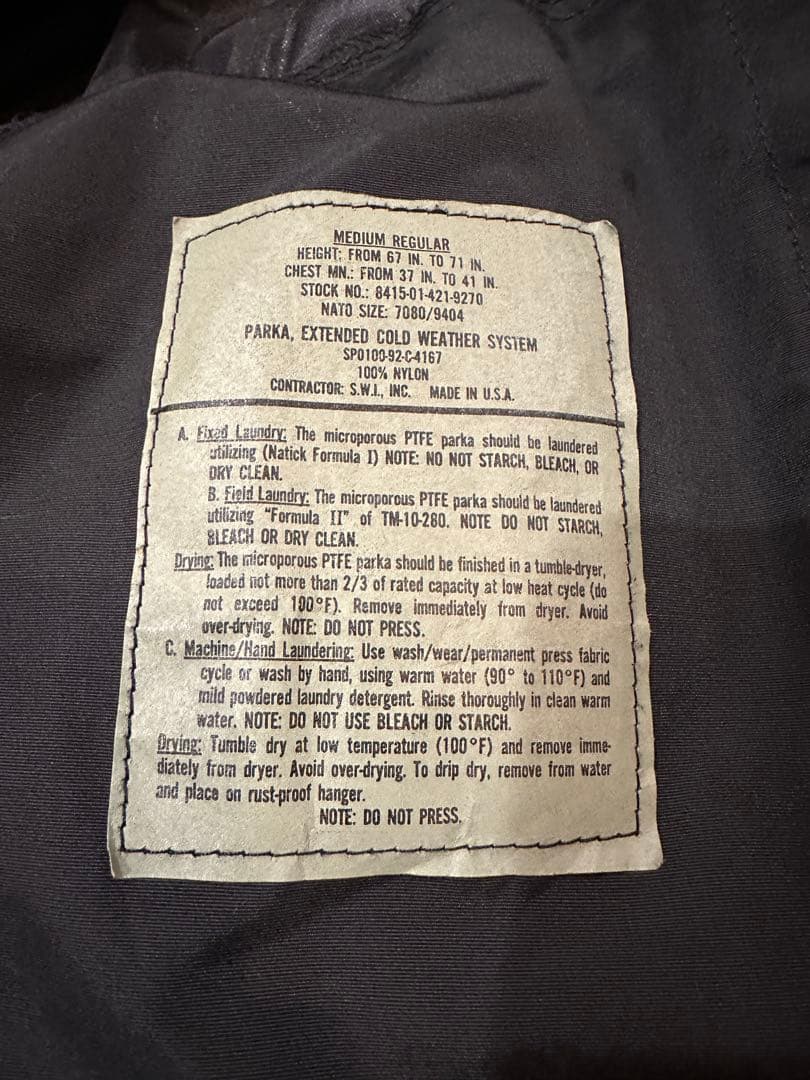 MEDIUM REGULAR
HEIGHT: FROM 67 IN. TO 71 IN.
CHEST MN.: FROM 37 IN. TO 41 IN.
STOCK NO.: 8415-01-421-9270
NATO SIZE: 7080/9404
PARKA, EXTENDED COLD WEATHER SYSTEM
SPO100-92-C-4167
100% NYLON
CONTRACTOR: S.W.I., INC. MADE IN U.S.A.
A. Fixed Laundry: The microporous PTFE parka should be laundered
utilizing (Natick Formula I) NOTE: NO NOT STARCH, BLEACH, OR
DRY CLEAN.
B. Field Laundry: The microporous PTFE parka should be laundered
utilizing "Formula II" of TM-10-280. NOTE DO NOT STARCH,
BLEACH OR DRY CLEAN.
Drying: The microporous PTFE parka should be finished in a tumble-dryer,
loaded not more than 2/3 of rated capacity at low heat cycle (do
not exceed 100°F). Remove immediately from dryer. Avoid
over-drying. NOTE: DO NOT PRESS.
C. Machine/Hand Laundering: Use wash/wear/permanent press fabric
cycle or wash by hand, using warm water (90° to 110°F) and
mild powdered laundry detergent. Rinse thoroughly in clean warm
water. NOTE: DO NOT USE BLEACH OR STARCH.
Drying: Tumble dry at low temperature (100°F) and remove imme-
diately from dryer. Avoid over-drying. To drip dry, remove from water
and place on rust-proof hanger.
NOTE: DO NOT PRESS.